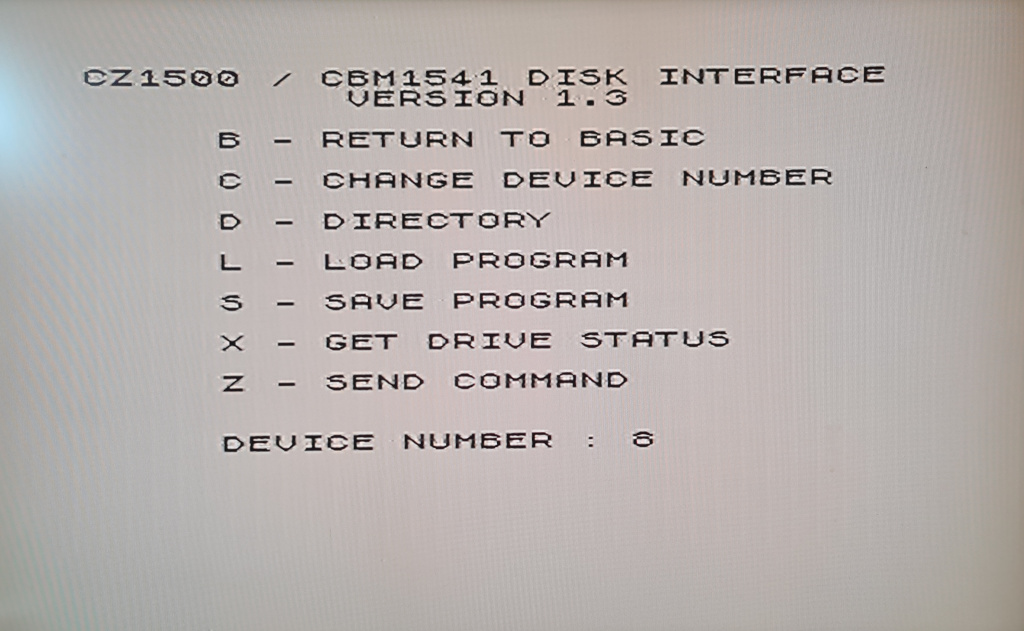 CZ1500 / CBM1541 DISK INTERFACE
VERSION 1.3
B - RETURN TO BASIC
C - CHANGE DEVICE NUMBER
D - DIRECTORY
L - LOAD PROGRAM
S - SAVE PROGRAM
X - GET DRIVE STATUS
Z - SEND COMMAND
DEVICE NUMBER : 8